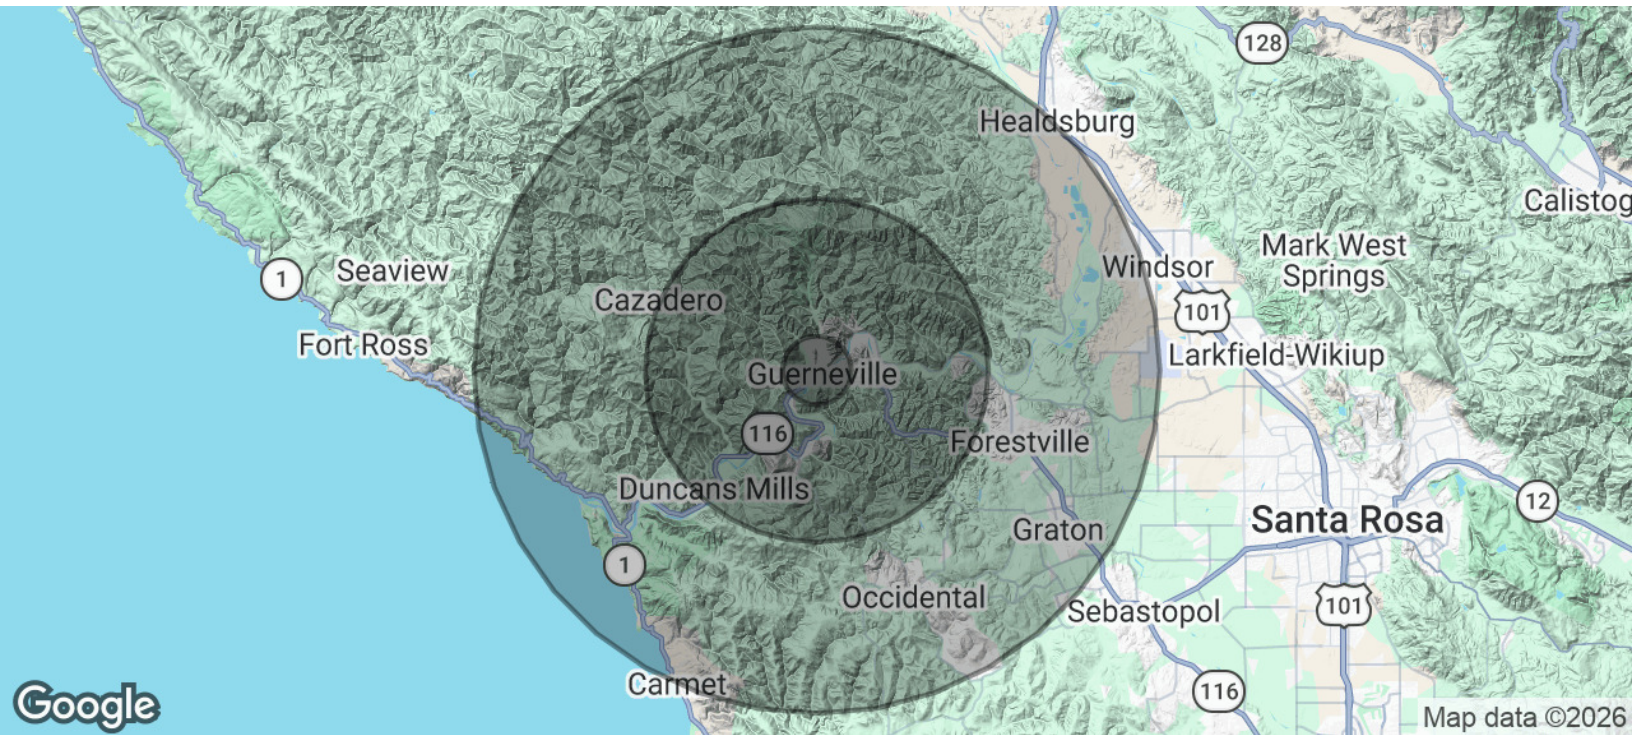 128
Healdsburg
Calistog
Mark West
Springs
Windsor
1
Seaview
Cazadero
101
Fort Ross
Larkfield-Wikiup
Guerneville
116
Forestville
Duncans Mills
12
Santa Rosa
Graton
1
Occidental
Sebastopol
101
Carmet
116
Google
Map data ©2026